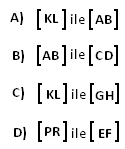 A) [KL] ile [AB]
B) [AB] ile [CD]
C) [KL] ile [GH]
D) [PR] ile [EF]